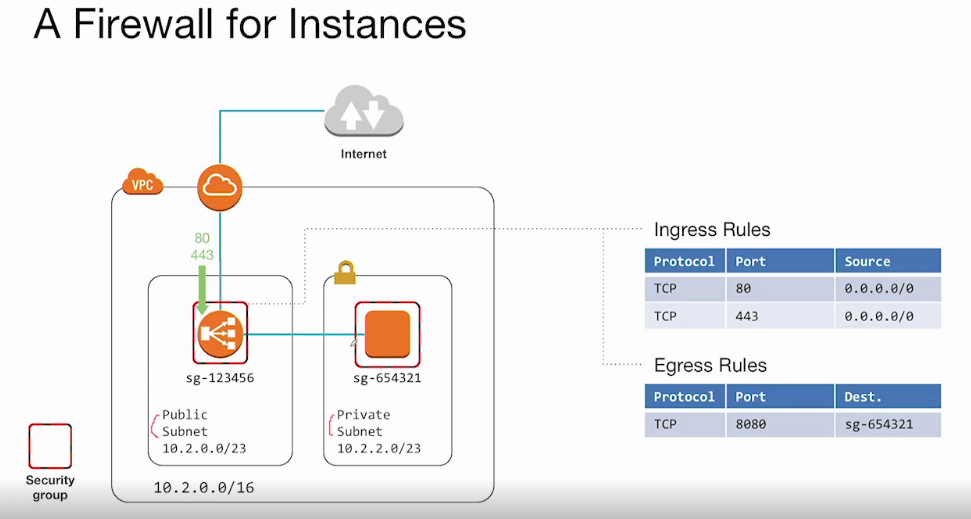 A Firewall for Instances
Internet
VPC
80
443
sg-123456
sg-654321
Public
Subnet
10.2.0.0/23
Private
Subnet
10.2.2.0/23
10.2.0.0/16
Security
group
Ingress Rules
Protocol Port Source
TCP 80 0.0.0.0/0
TCP 443 0.0.0.0/0
Egress Rules
Protocol Port Dest.
TCP 8080 sg-654321